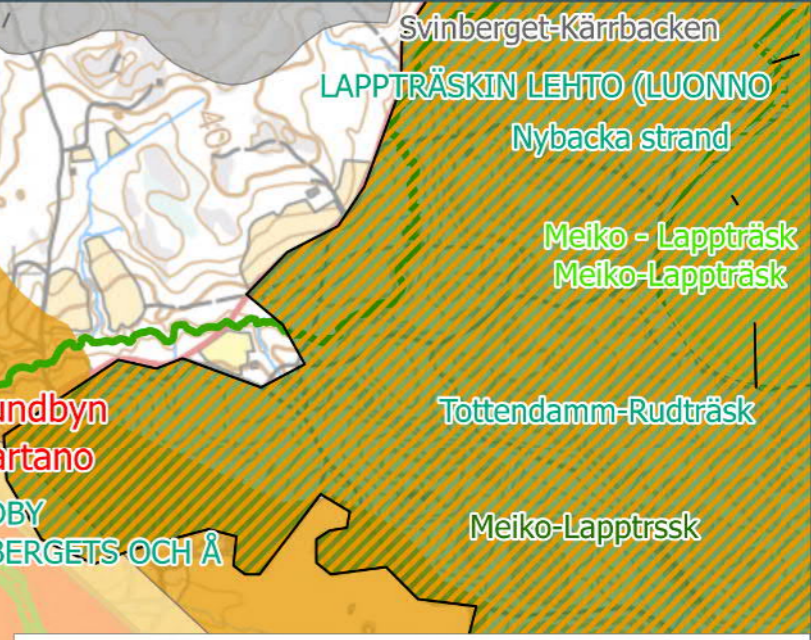 Svinberget-Kärrbacken
LAPPTRÄSKIN LEHTO (LUONNO
Nybacka strand
40
Meiko - Lappträsk
Meiko-Lappträsk
undbyn
Tottendamm-Rudträsk
artano
DBY
Meiko-Lapptrssk
BERGETS OCH Å